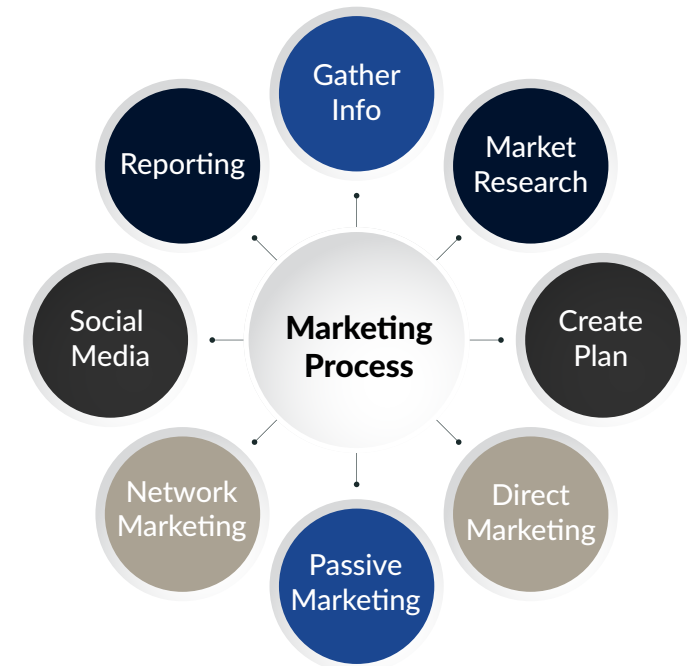 Gather
Info
Market
Research
Create
Plan
Direct
Marketing
Passive
Marketing
Network
Marketing
Social
Media
Reporting
Marketing
Process